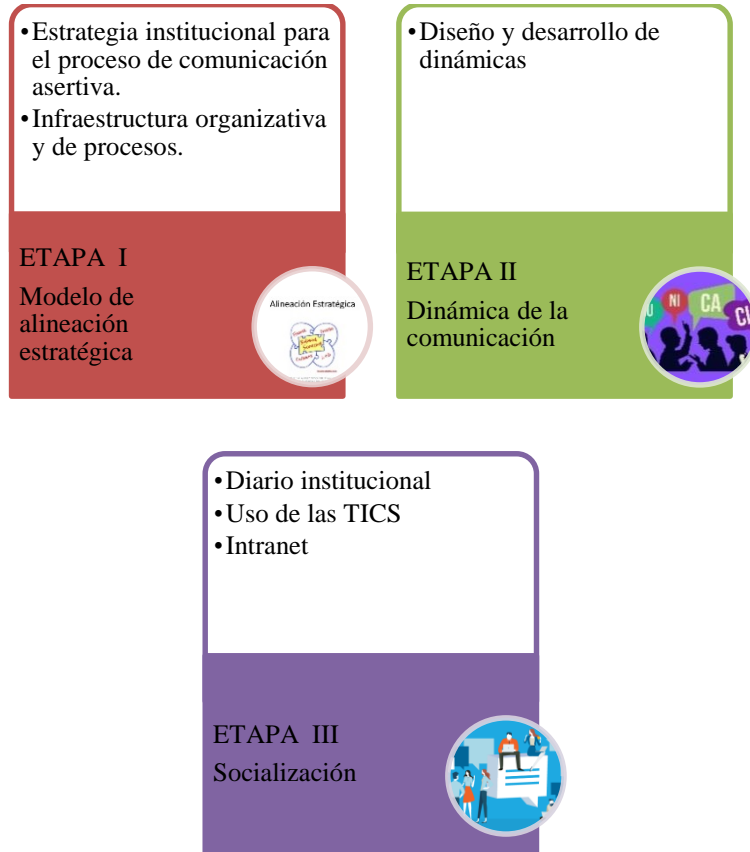 •Estrategia institucional para
el proceso de comunicación
asertiva.
•Infraestructura organizativa
y de procesos.
ETAPA I
Modelo de
alineación
estratégica
Alineación Estratégica
•Diseño y desarrollo de
dinámicas
ETAPA II
Dinámica de la
comunicación
NI
CA
•Diario institucional
•Uso de las TICS
•Intranet
ETAPA III
Socialización